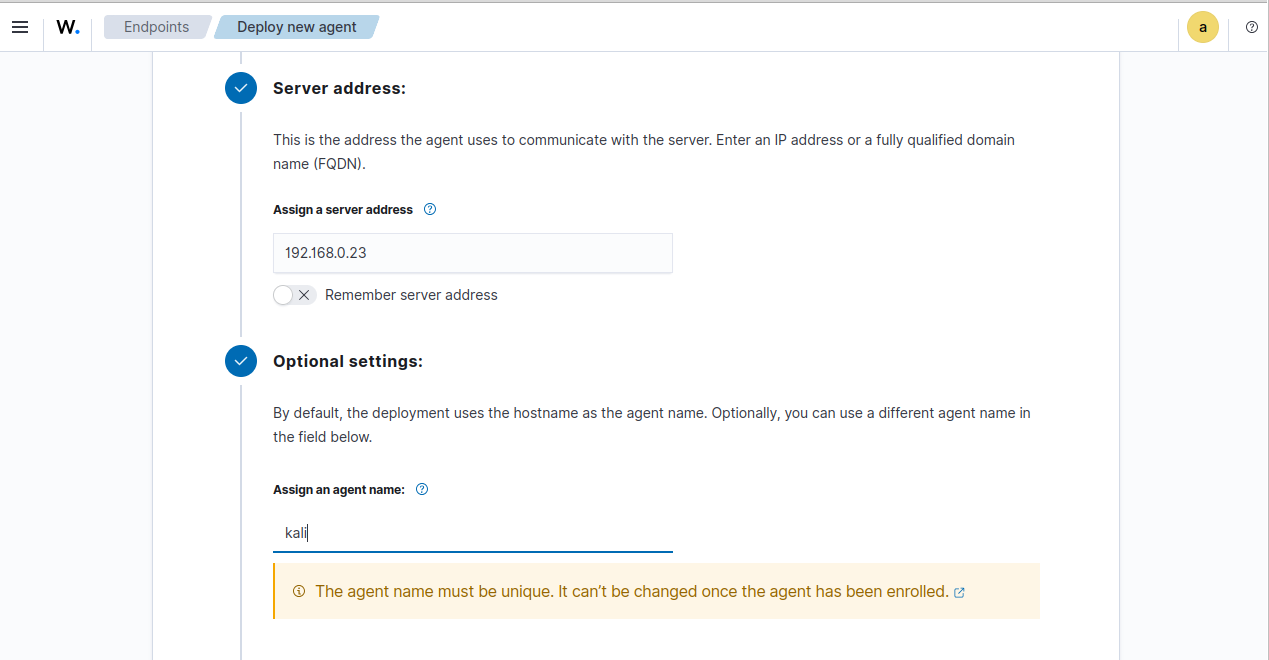 W. Endpoints Deploy new agent a
Server address:
This is the address the agent uses to communicate with the server. Enter an IP address or a fully qualified domain
name (FQDN).
Assign a server address
192.168.0.23
Remember server address
Optional settings:
By default, the deployment uses the hostname as the agent name. Optionally, you can use a different agent name in
the field below.
Assign an agent name:
kali
The agent name must be unique. It can’t be changed once the agent has been enrolled.